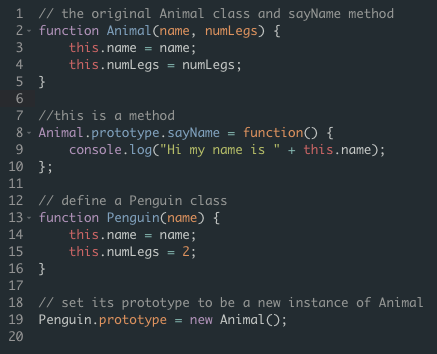 1 // the original Animal class and sayName method
2 function Animal(name, numLegs) {
3     this.name = name;
4     this.numLegs = numLegs;
5 }
6
7 //this is a method
8 Animal.prototype.sayName = function() {
9     console.log("Hi my name is " + this.name);
10 };
11
12 // define a Penguin class
13 function Penguin(name) {
14     this.name = name;
15     this.numLegs = 2;
16 }
17
18 // set its prototype to be a new instance of Animal
19 Penguin.prototype = new Animal();
20